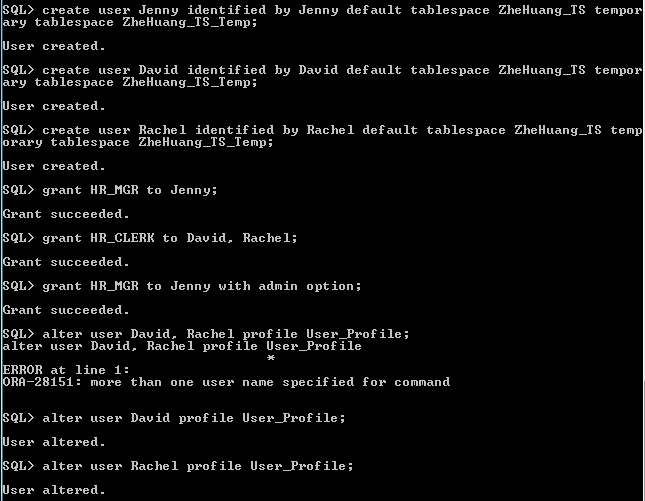 SQL> create user Jenny identified by Jenny default tablespace ZheHuang_TS tempor
ary tablespace ZheHuang_TS_Temp;
User created.
SQL> create user David identified by David default tablespace ZheHuang_TS tempor
ary tablespace ZheHuang_TS_Temp;
User created.
SQL> create user Rachel identified by Rachel default tablespace ZheHuang_TS temp
orary tablespace ZheHuang_TS_Temp;
User created.
SQL> grant HR_MGR to Jenny;
Grant succeeded.
SQL> grant HR_CLERK to David, Rachel;
Grant succeeded.
SQL> grant HR_MGR to Jenny with admin option;
Grant succeeded.
SQL> alter user David, Rachel profile User_Profile;
alter user David, Rachel profile User_Profile
*
ERROR at line 1:
ORA-28151: more than one user name specified for command
SQL> alter user David profile User_Profile;
User altered.
SQL> alter user Rachel profile User_Profile;
User altered.